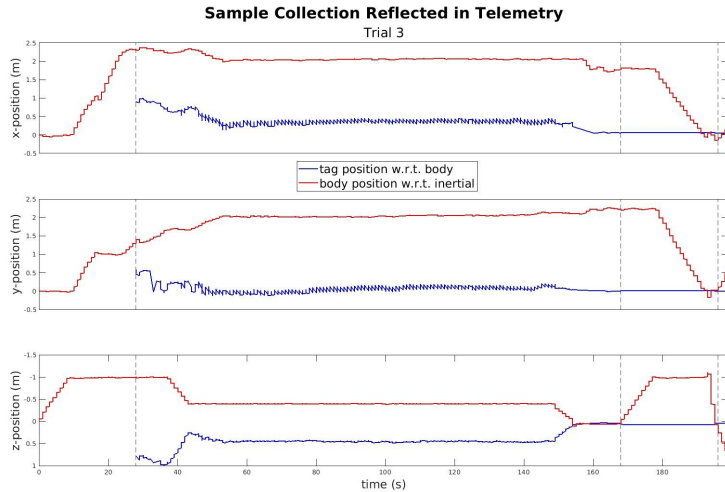 Sample Collection Reflected in Telemetry
Trial 3
2.5
2
1.5
1
0.5
0
-0.5
x-position (m)
tag position w.r.t. body
body position w.r.t. inertial
2.5
2
1.5
1
0.5
0
-0.5
y-position (m)
-1.5
-1
-0.5
0
0.5
1
z-position (m)
0 20 40 60 80 100 120 140 160 180
time (s)